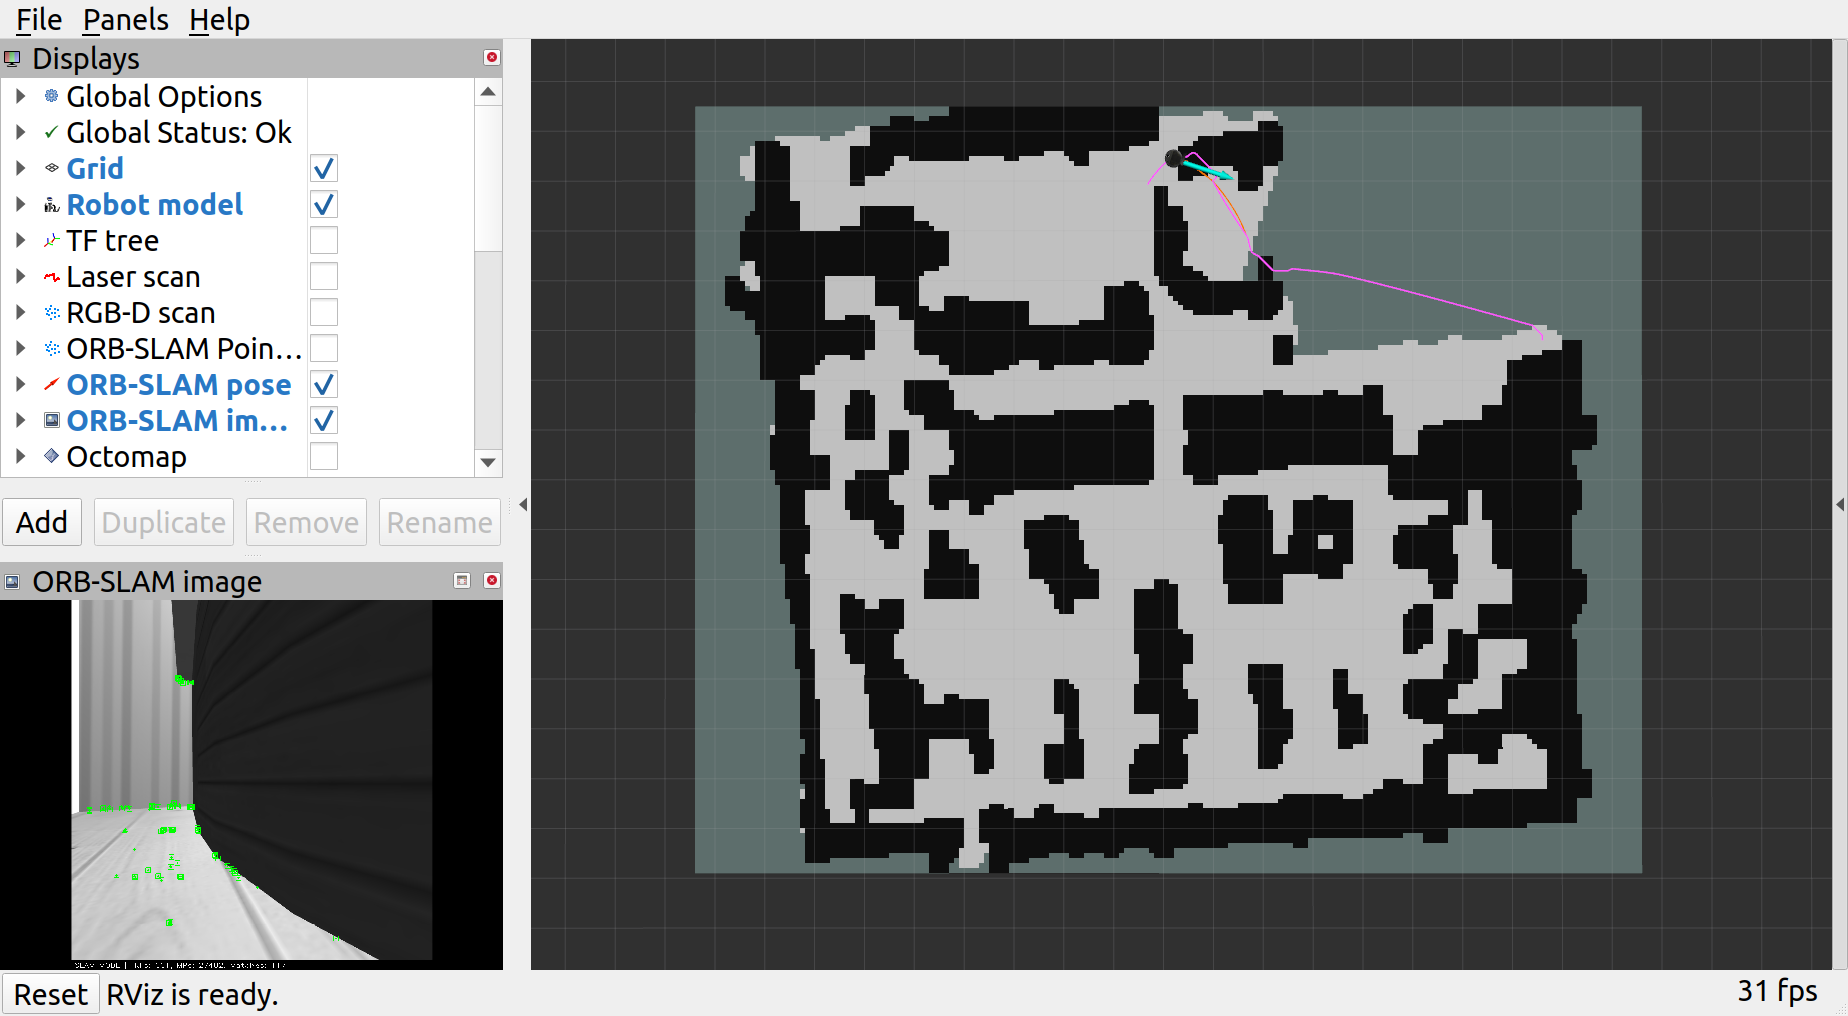 File Panels Help
Displays
Global Options
Global Status: Ok
Grid
Robot model
TF tree
Laser scan
RGB-D scan
ORB-SLAM Poin...
ORB-SLAM pose
ORB-SLAM im...
Octomap
Add Duplicate Remove Rename
ORB-SLAM image
SLAM MODE |
Reset RViz is ready.
31 fps